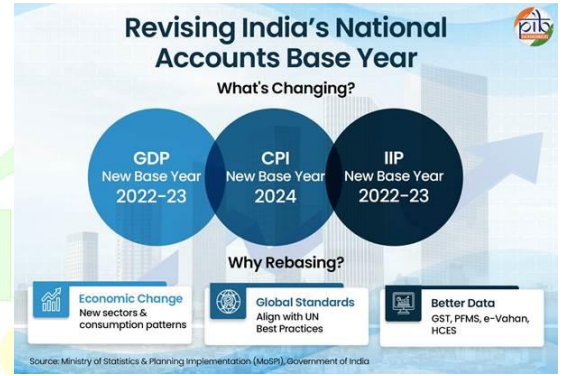 Revising India's National
Accounts Base Year
pib
What's Changing?
GDP
New Base Year
2022-23
CPI
New Base Year
2024
IIP
New Base Year
2022-23
Why Rebasing?
Economic Change
New sectors &
consumption patterns
Global Standards
Align with UN
Best Practices
Better Data
GST, PFMS, e-Vahan,
HCES
Source: Ministry of Statistics & Planning Implementation (MoSPI), Government of India